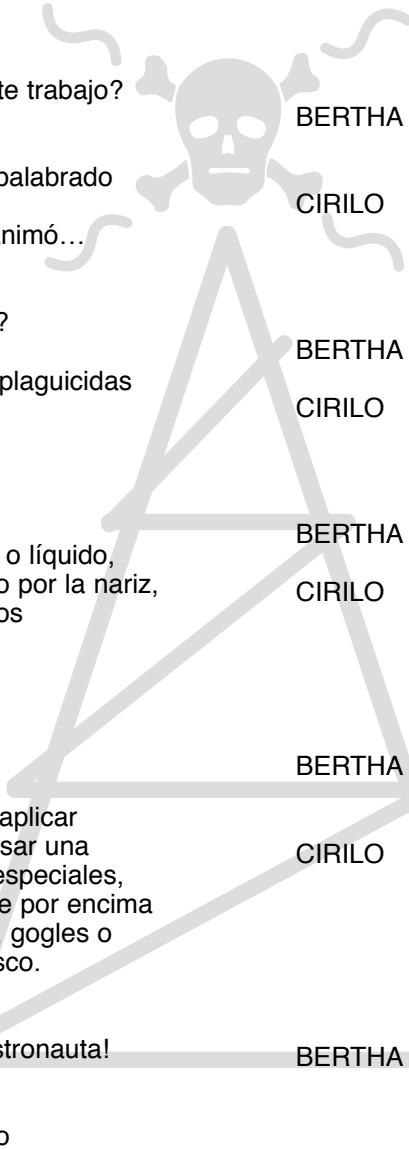 te trabajo?
palabrado
nimó…
?
plaguicidas
o líquido,
o por la nariz,
os
aplicar
sar una
especiales,
e por encima
, gogles o
sco.
stronauta!
o
BERTHA
CIRILO
BERTHA
CIRILO
BERTHA
CIRILO
BERTHA
CIRILO
BERTHA